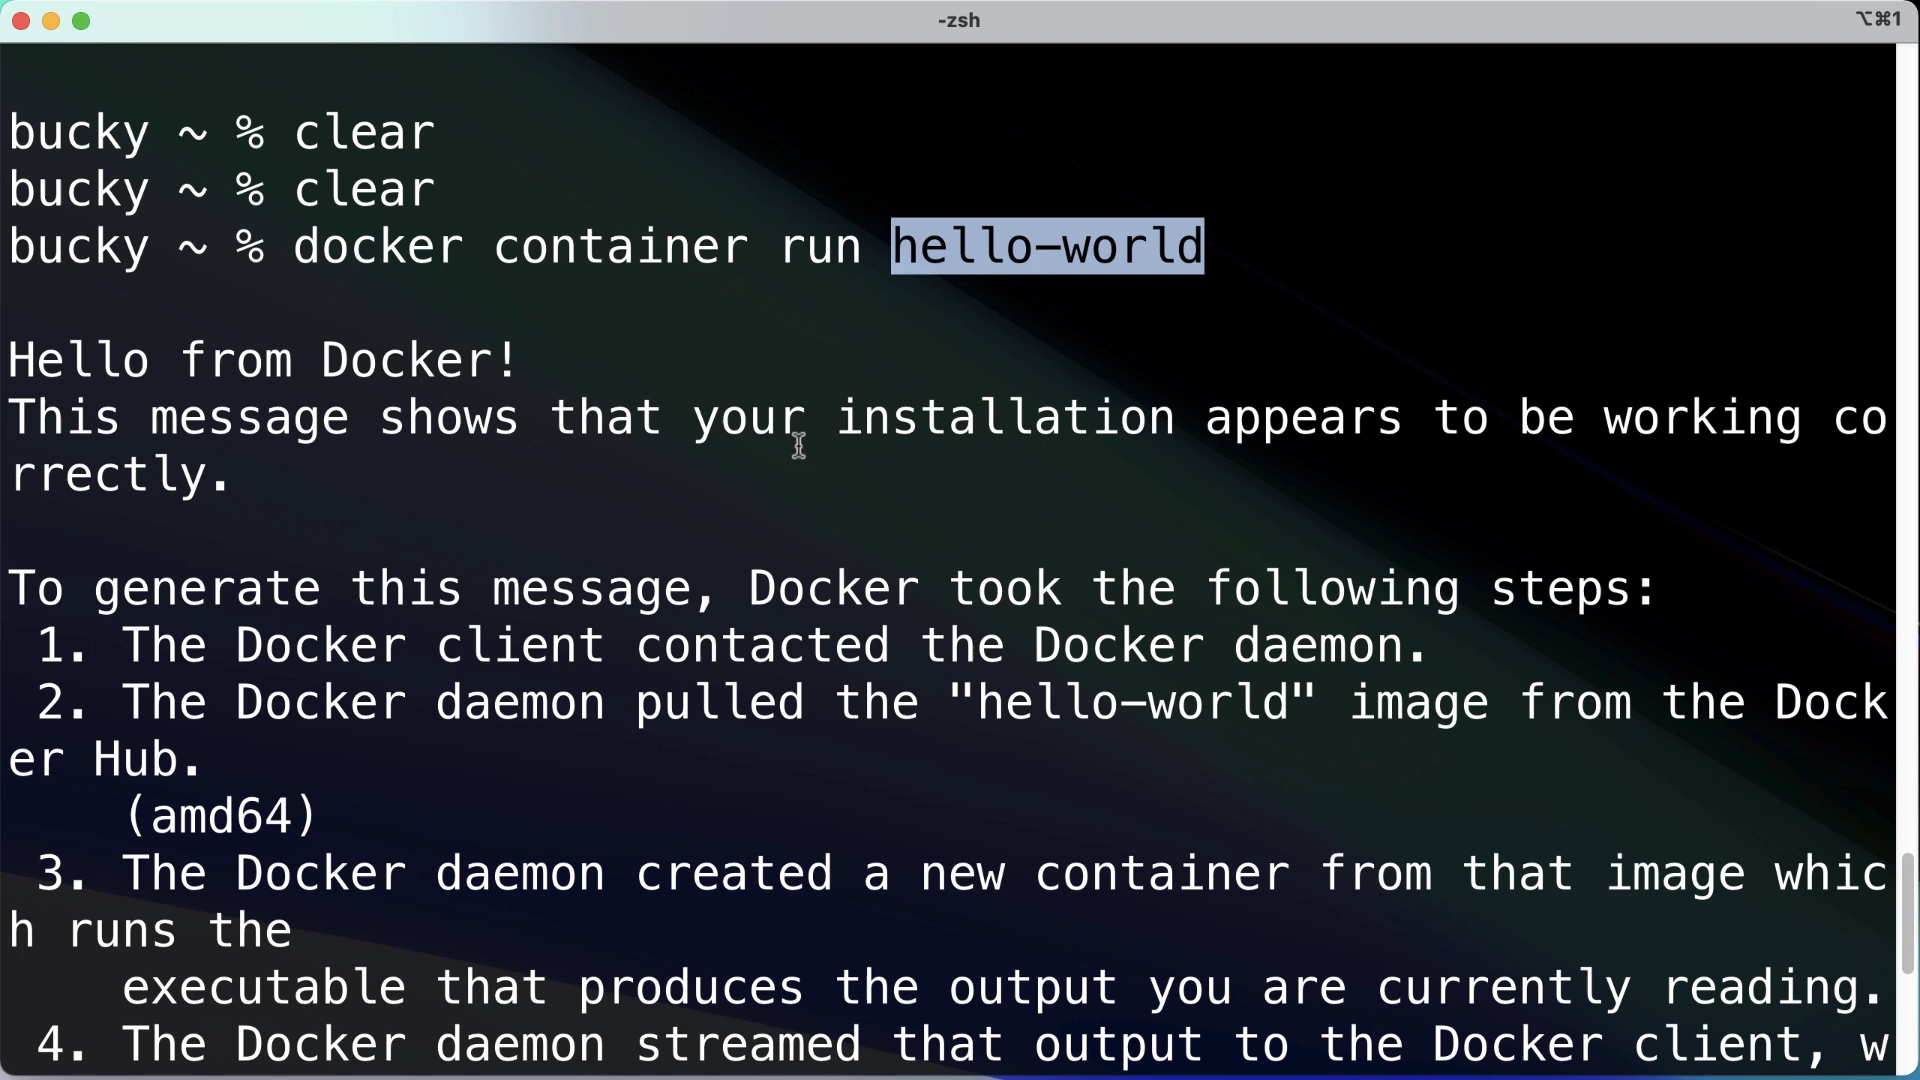 -zsh
⌥⌘1
bucky ~ % clear
bucky ~ % clear
bucky ~ % docker container run hello-world
Hello from Docker!
This message shows that your installation appears to be working co
rrectly.
To generate this message, Docker took the following steps:
1. The Docker client contacted the Docker daemon.
2. The Docker daemon pulled the "hello-world" image from the Dock
er Hub.
(amd64)
3. The Docker daemon created a new container from that image whic
h runs the
executable that produces the output you are currently reading.
4. The Docker daemon streamed that output to the Docker client, w